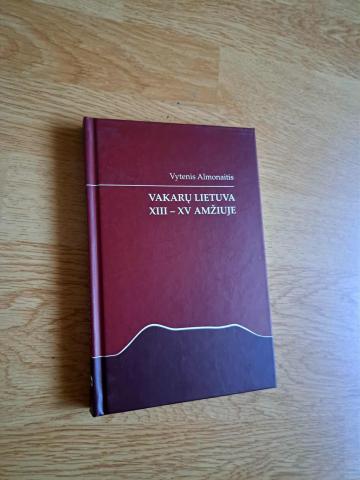 Vytenis Almonaitis
VAKARŲ LIETUVA
XIII – XV AMŽIUJE